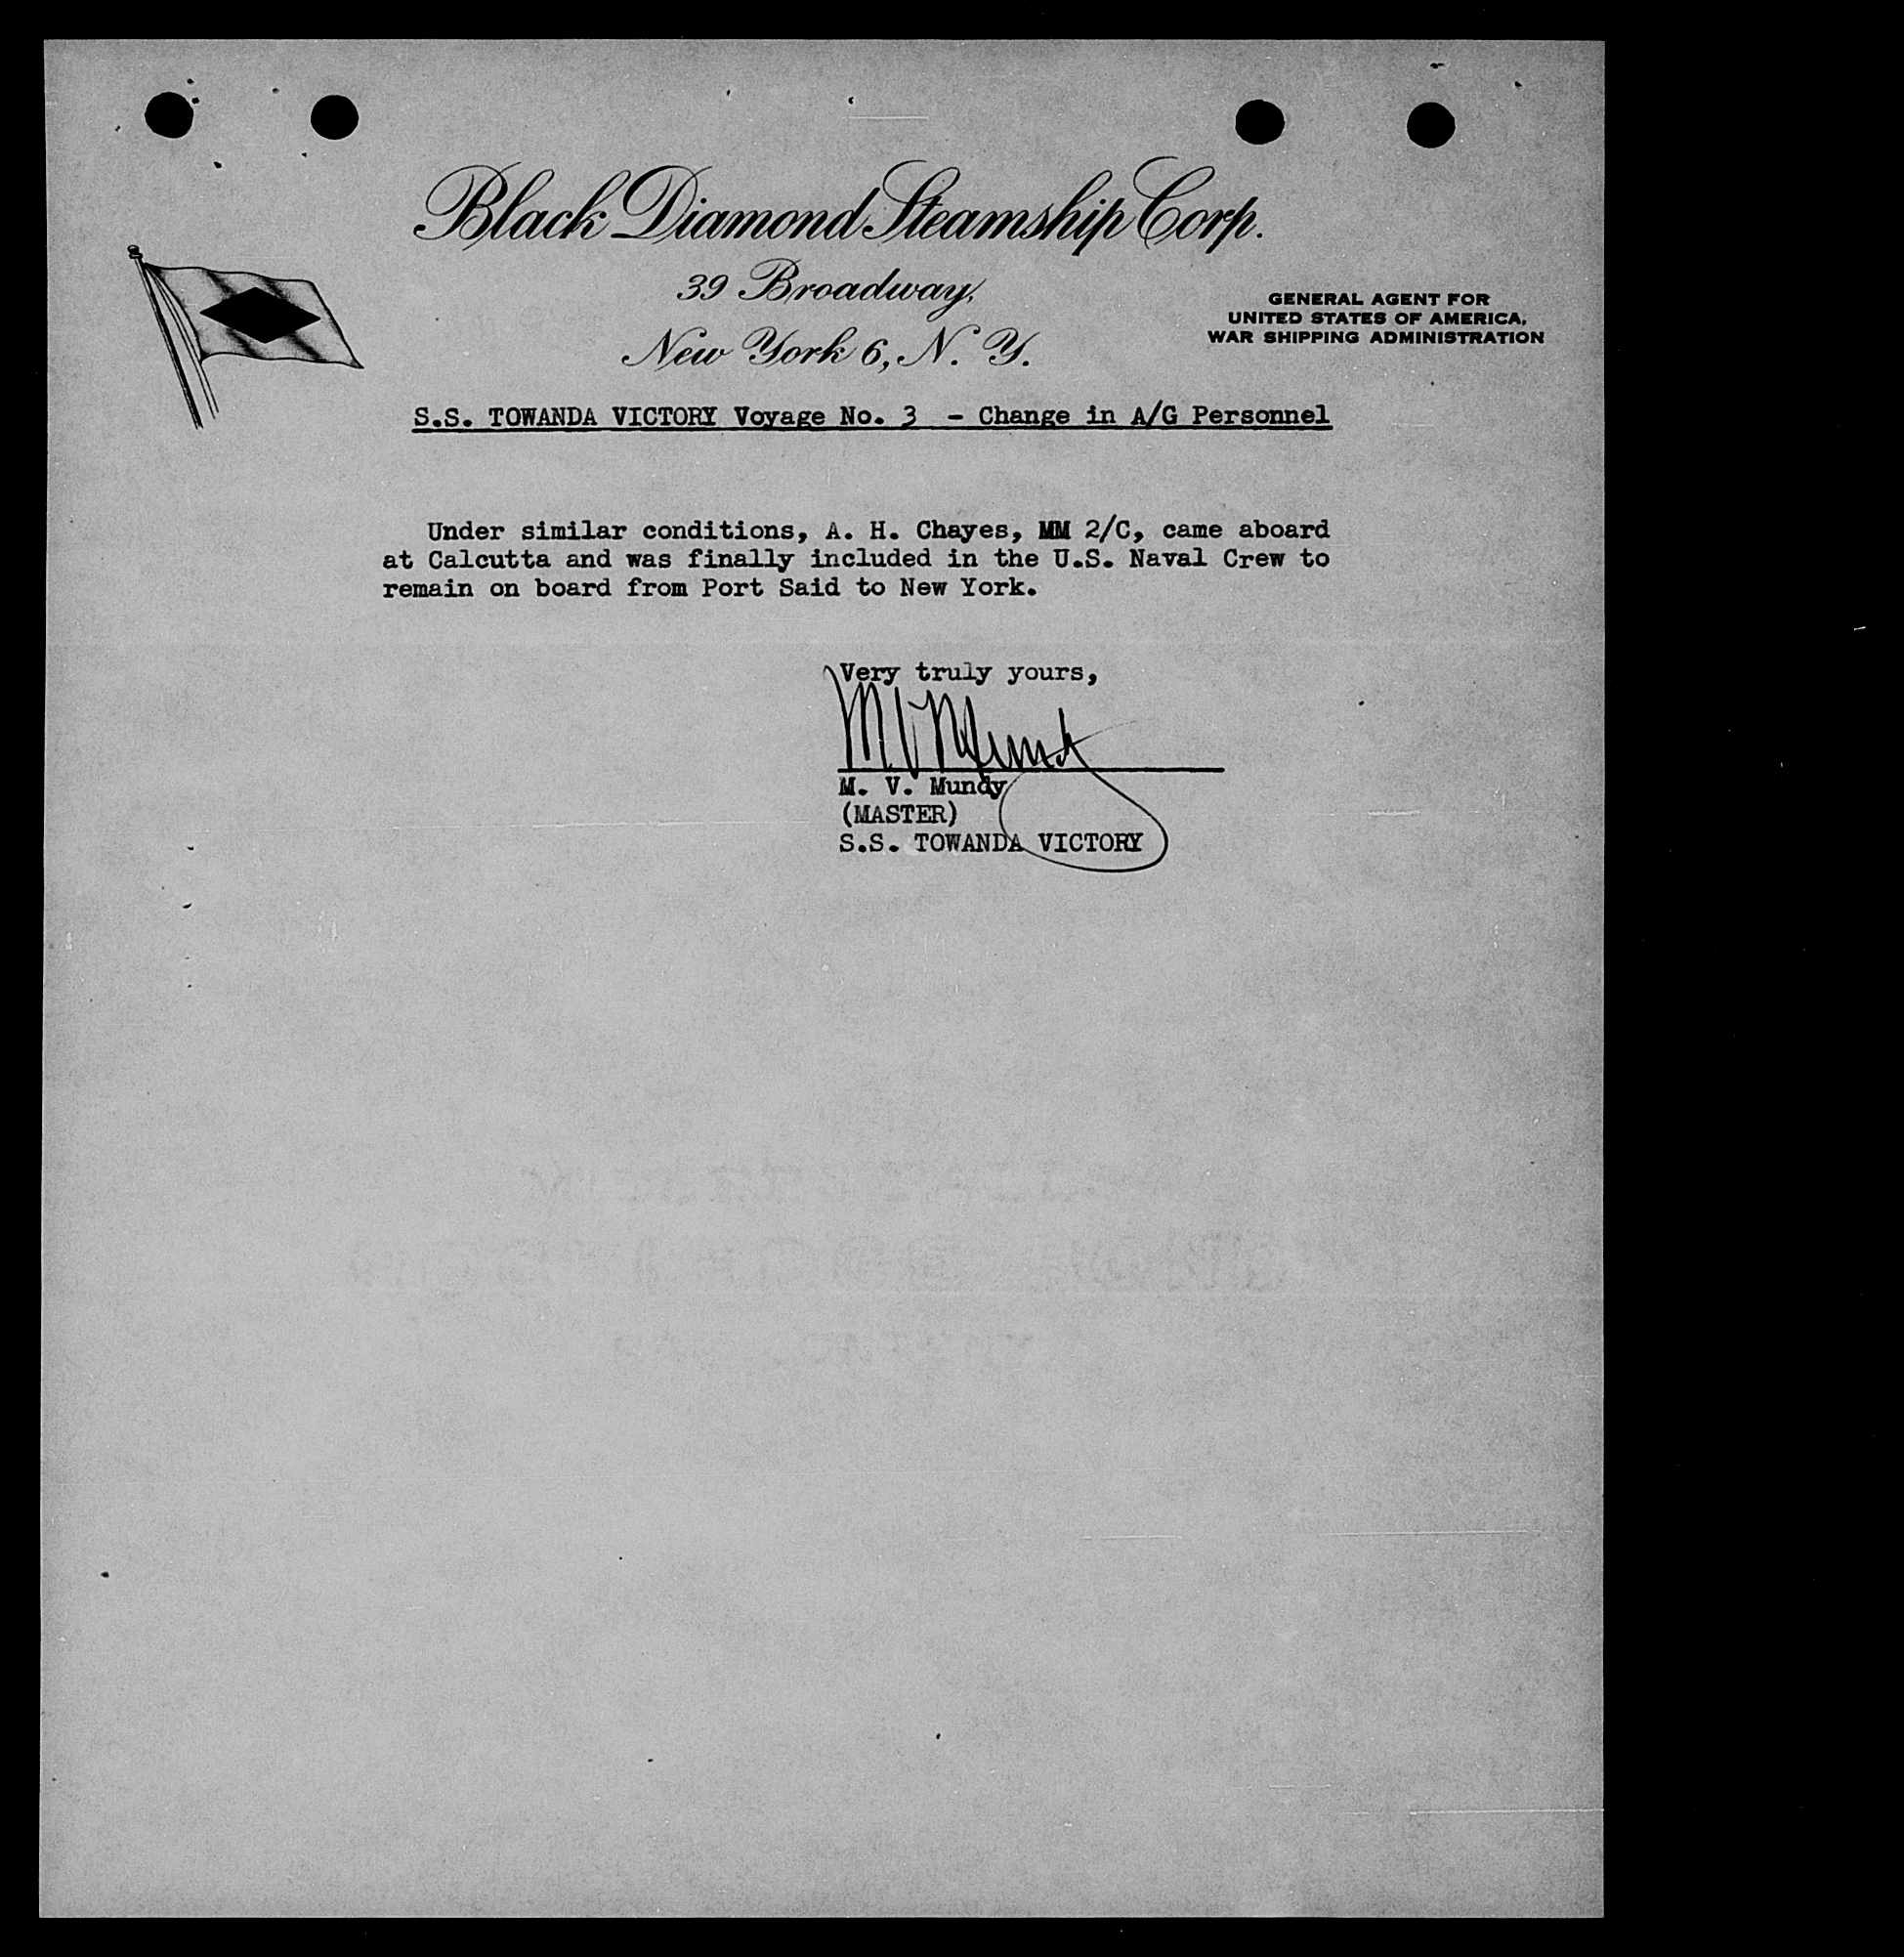 Black Diamond Steamship Corp.
39 Broadway,
New York 6, N. Y.
GENERAL AGENT FOR
UNITED STATES OF AMERICA,
WAR SHIPPING ADMINISTRATION
S.S. TOWANDA VICTORY Voyage No. 3 - Change in A/G Personnel
Under similar conditions, A. H. Chayes, MM 2/C, came aboard
at Calcutta and was finally included in the U.S. Naval Crew to
remain on board from Port Said to New York.
Very truly yours,
M. V. Mundy
(MASTER)
S.S. TOWANDA VICTORY